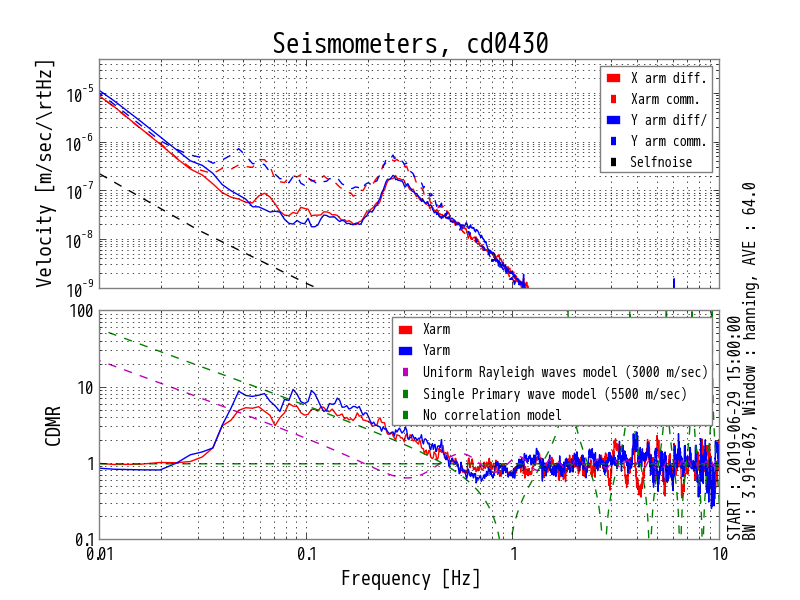 Seismometers, cd0430
Velocity [m/sec/\rtHz]
10^-5
10^-6
10^-7
10^-8
10^-9
X arm diff.
Xarm comm.
Y arm diff/
Y arm comm.
Selfnoise
CDMR
100
10
1
0.1
Xarm
Yarm
Uniform Rayleigh waves model (3000 m/sec)
Single Primary wave model (5500 m/sec)
No correlation model
0.01
0.1
1
10
Frequency [Hz]
START : 2019-06-29 15:00:00
BW : 3.91e-03, Window : hanning, AVE : 64.0